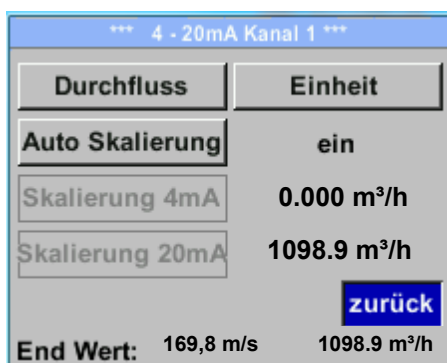 *** 4 - 20mA Kanal 1 ***
Durchfluss Einheit
Auto Skalierung ein
Skalierung 4mA 0.000 m³/h
Skalierung 20mA 1098.9 m³/h
zurück
End Wert: 169,8 m/s 1098.9 m³/h